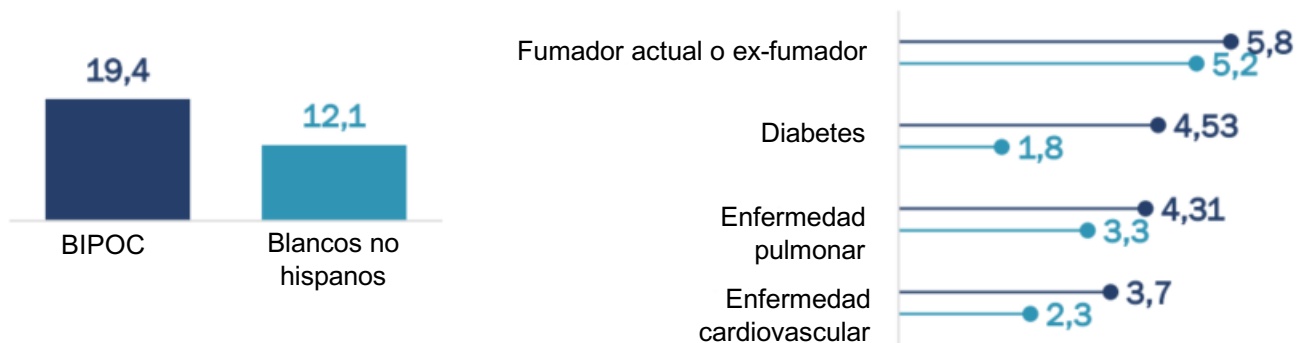 19,4
12,1
BIPOC
Blancos no
hispanos
Fumador actual o ex-fumador
5,8
5,2
Diabetes
4,53
1,8
Enfermedad
pulmonar
4,31
3,3
Enfermedad
cardiovascular
3,7
2,3